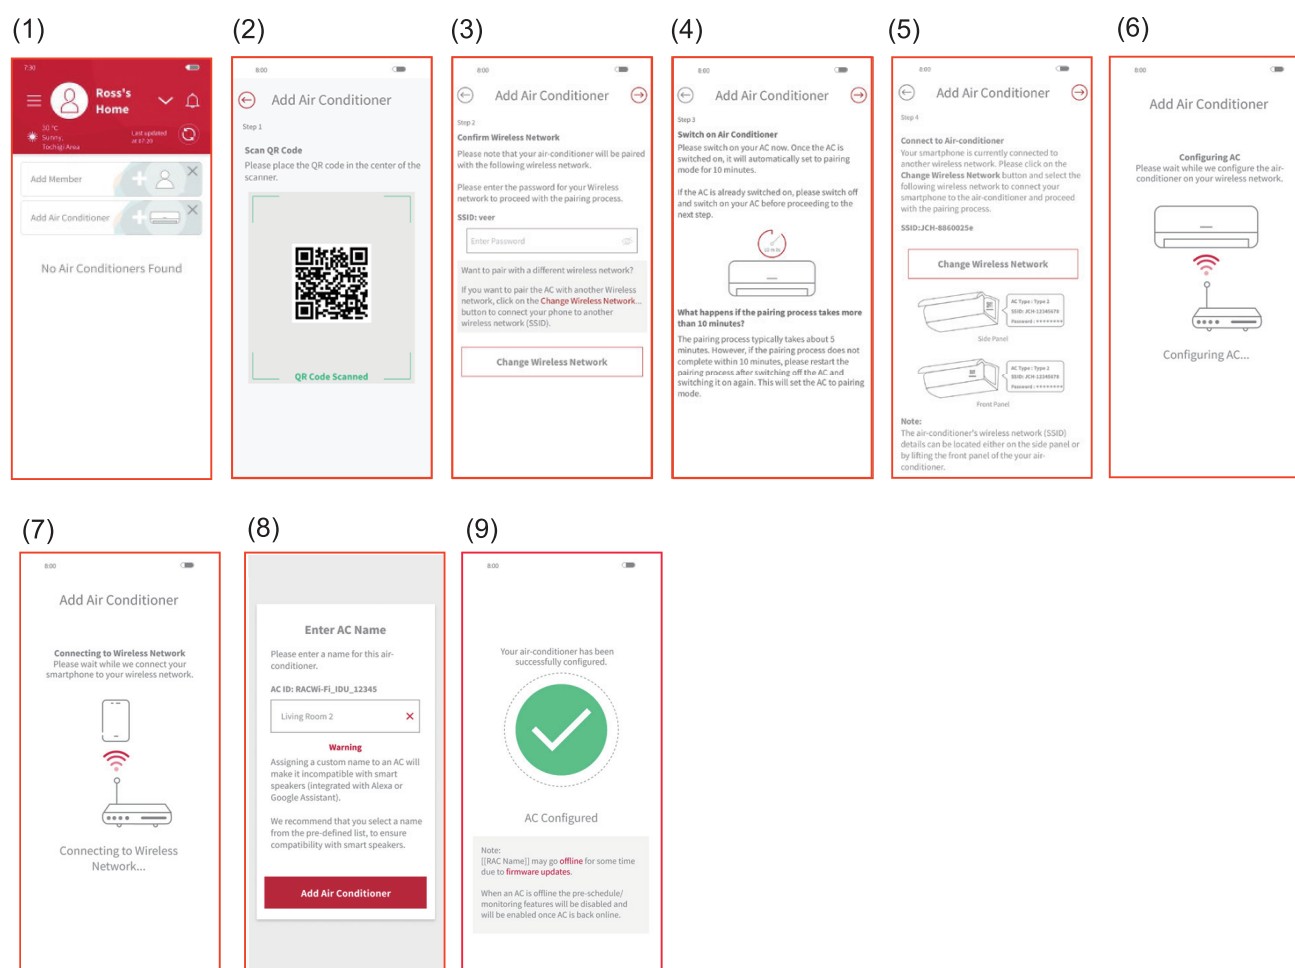 (1)
7:30
Ross's
Home
30 °C
Sunny,
Tochigi Area
Last updated
at 07:20
Add Member
Add Air Conditioner
No Air Conditioners Found
(2)
8:00
Add Air Conditioner
Step 1
Scan QR Code
Please place the QR code in the center of the
scanner.
QR Code Scanned
(3)
8:00
Add Air Conditioner
Step 2
Confirm Wireless Network
Please note that your air-conditioner will be paired
with the following wireless network.
Please enter the password for your Wireless
network to proceed with the pairing process.
SSID: veer
Enter Password
Want to pair with a different wireless network?
If you want to pair the AC with another Wireless
network, click on the Change Wireless Network...
button to connect your phone to another
wireless network (SSID).
Change Wireless Network
(4)
8:00
Add Air Conditioner
Step 3
Switch on Air Conditioner
Please switch on your AC now. Once the AC is
switched on, it will automatically set to pairing
mode for 10 minutes.
If the AC is already switched on, please switch off
and switch on your AC before proceeding to the
next step.
What happens if the pairing process takes more
than 10 minutes?
The pairing process typically takes about 5
minutes. However, if the pairing process does not
complete within 10 minutes, please restart the
pairing process after switching off the AC and
switching it on again. This will set the AC to pairing
mode.
(5)
8:00
Add Air Conditioner
Step 4
Connect to Air-conditioner
Your smartphone is currently connected to
another wireless network. Please click on the
Change Wireless Network button and select the
following wireless network to connect your
smartphone to the air-conditioner and proceed
with the pairing process.
SSID:JCH-8860025e
Change Wireless Network
AC Type : Type 2
SSID: JCH-12345678
Password : ********
Side Panel
AC Type : Type 2
SSID: JCH-12345678
Password : ********
Front Panel
Note:
The air-conditioner's wireless network (SSID)
details can be located either on the side panel or
by lifting the front panel of the your air-
conditioner.
(6)
8:00
Add Air Conditioner
Configuring AC
Please wait while we configure the air-
conditioner on your wireless network.
Configuring AC...
(7)
8:00
Add Air Conditioner
Connecting to Wireless Network
Please wait while we connect your
smartphone to your wireless network.
Connecting to Wireless
Network...
(8)
Enter AC Name
Please enter a name for this air-
conditioner.
AC ID: RACWi-Fi_IDU_12345
Living Room 2
Warning
Assigning a custom name to an AC will
make it incompatible with smart
speakers (integrated with Alexa or
Google Assistant).
We recommend that you select a name
from the pre-defined list, to ensure
compatibility with smart speakers.
Add Air Conditioner
(9)
8:00
Your air-conditioner has been
successfully configured.
AC Configured
Note:
[[RAC Name]] may go offline for some time
due to firmware updates.
When an AC is offline the pre-schedule/
monitoring features will be disabled and
will be enabled once AC is back online.